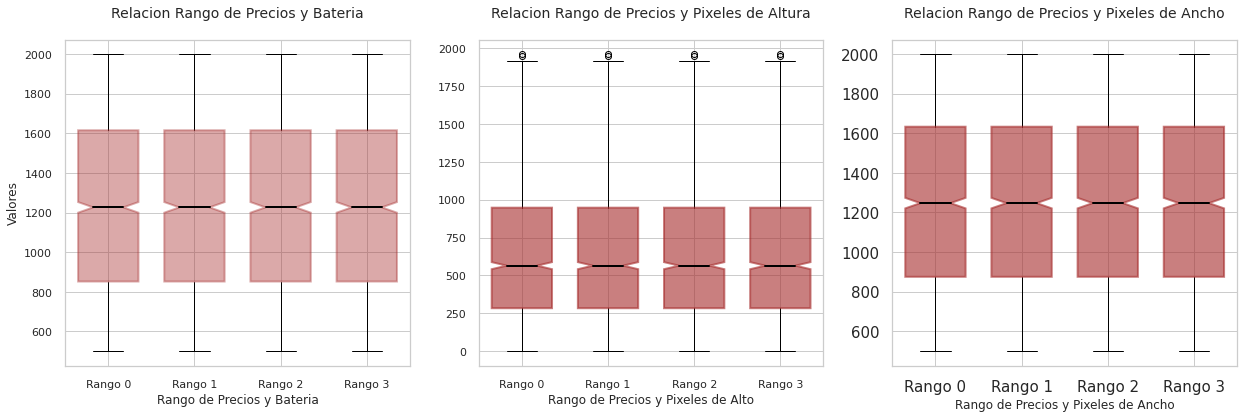 Relacion Rango de Precios y Bateria
Valores
2000
1800
1600
1400
1200
1000
800
600
Rango 0 Rango 1 Rango 2 Rango 3
Rango de Precios y Bateria
Relacion Rango de Precios y Pixeles de Altura
2000
1750
1500
1250
1000
750
500
250
0
Rango 0 Rango 1 Rango 2 Rango 3
Rango de Precios y Pixeles de Alto
Relacion Rango de Precios y Pixeles de Ancho
2000
1800
1600
1400
1200
1000
800
600
Rango 0 Rango 1 Rango 2 Rango 3
Rango de Precios y Pixeles de Ancho